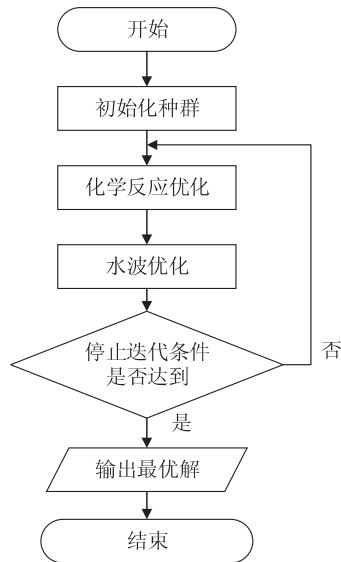 开始
初始化种群
化学反应优化
水波优化
停止迭代条件
是否达到
否
是
输出最优解
结束